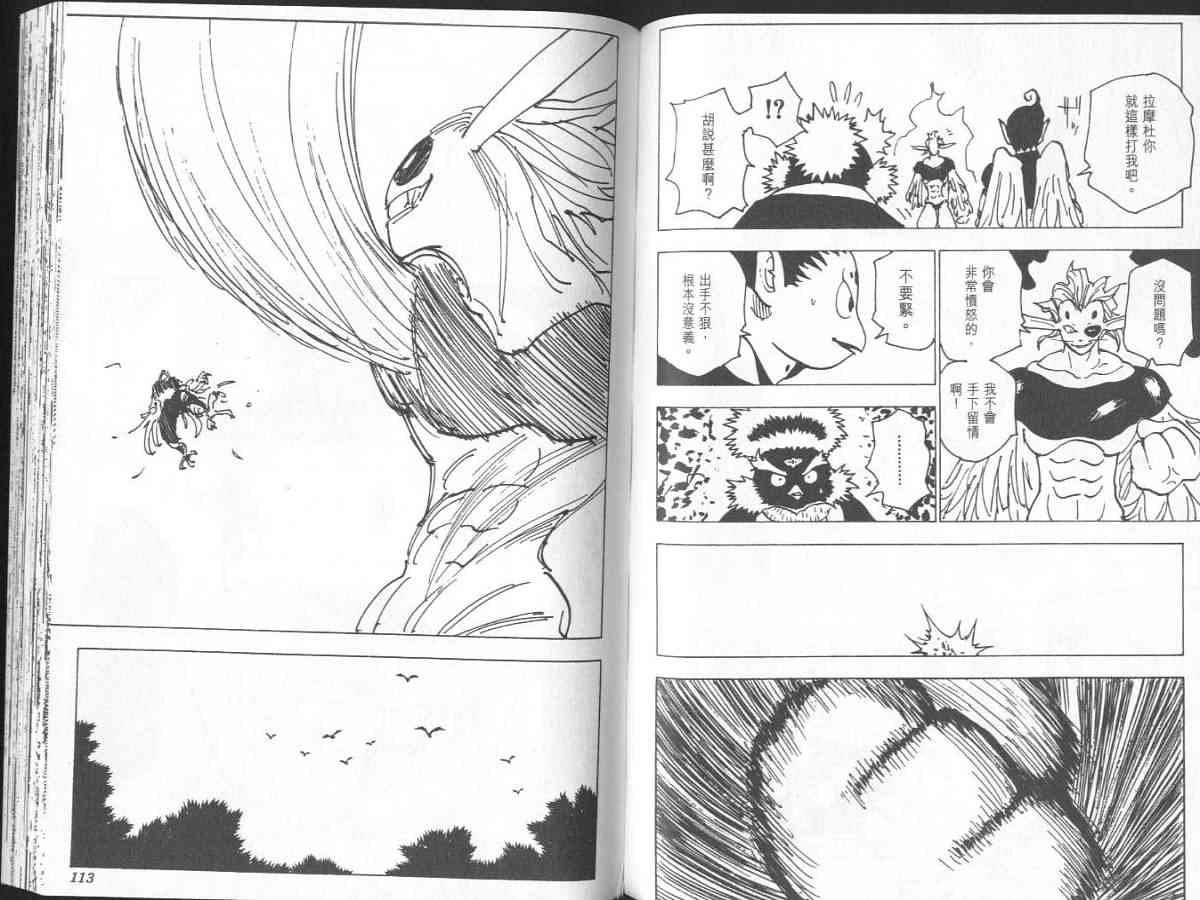 拉摩杜你
就這樣打我吧。
!?
胡説甚麼啊？
沒問題嗎？
你會
非常憤怒的，
我不會
手下留情
啊！
不要緊。
出手不狠，
根本沒意義。
………
113